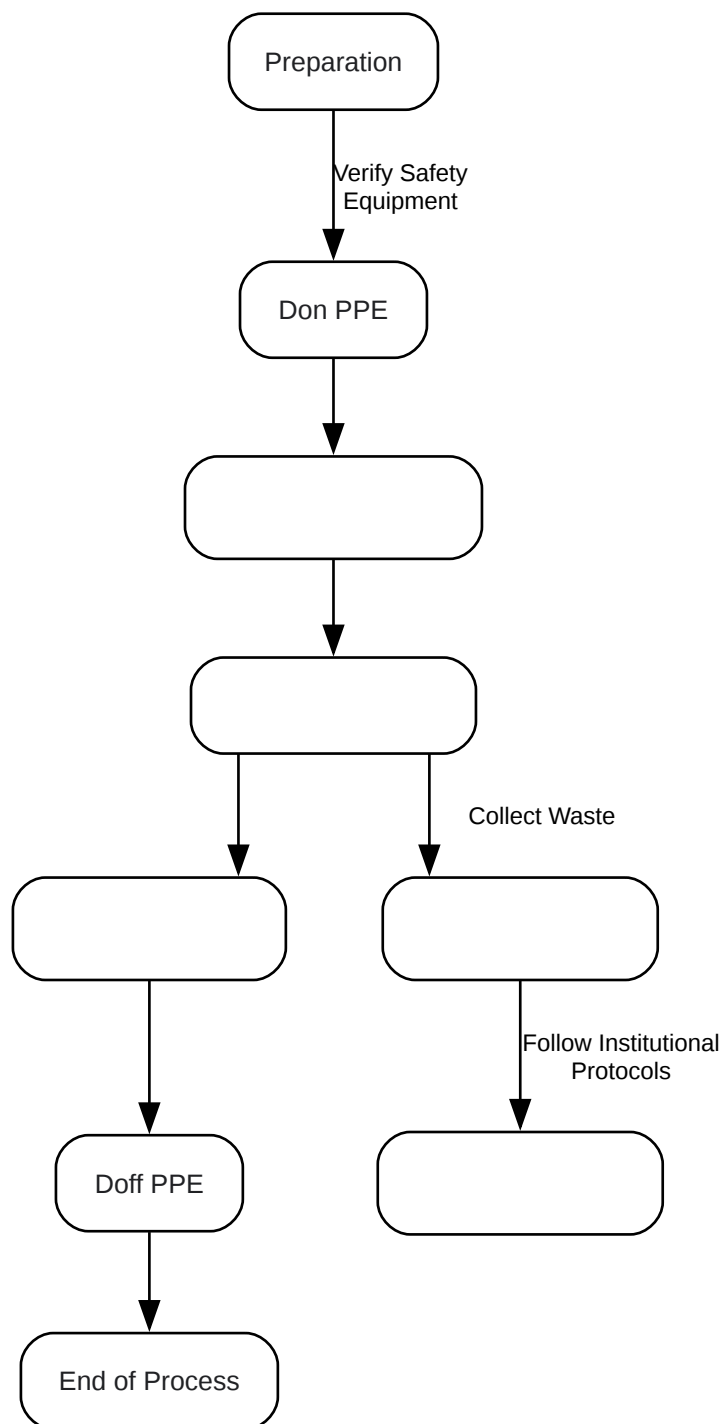 Preparation
Verify Safety
Equipment
Don PPE
Collect Waste
Follow Institutional
Protocols
Doff PPE
End of Process